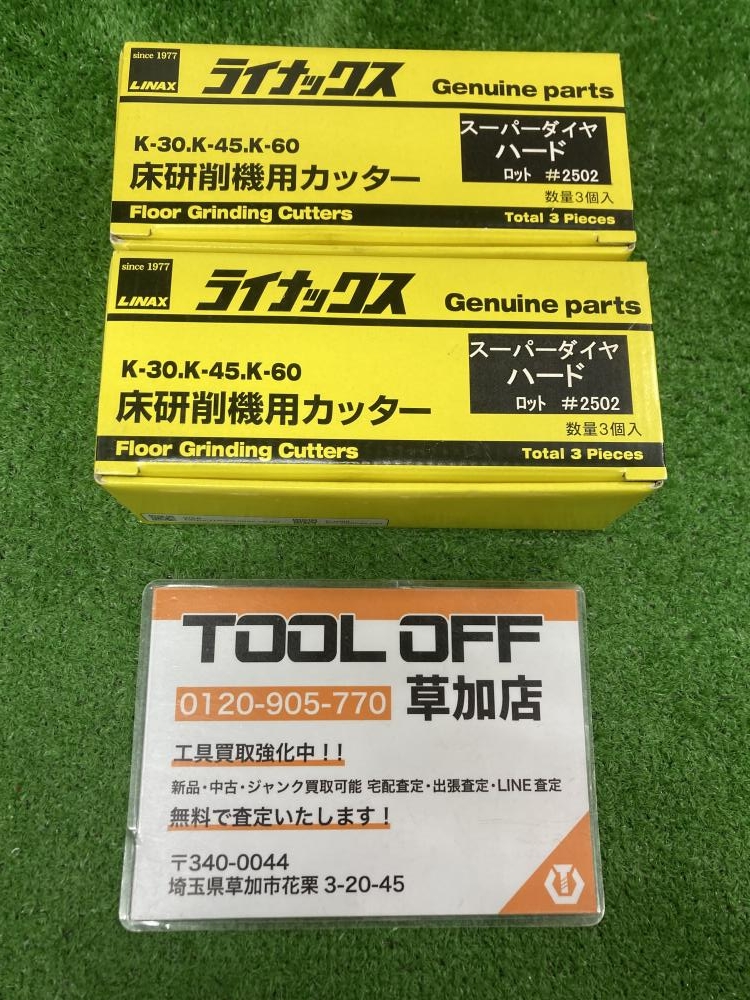 since 1977
LINAX
ライナックス
Genuine parts
K-30.K-45.K-60
スーパーダイヤ
ハード
ロット #2502
床研削機用カッター
数量3個入
Floor Grinding Cutters
Total 3 Pieces
since 1977
LINAX
ライナックス
Genuine parts
K-30.K-45.K-60
スーパーダイヤ
ハード
ロット #2502
床研削機用カッター
数量3個入
Floor Grinding Cutters
Total 3 Pieces
TOOL OFF
0120-905-770 草加店
工具買取強化中!!
新品・中古・ジャンク買取可能 宅配査定・出張査定・LINE査定
無料で査定いたします!
〒340-0044
埼玉県草加市花栗3-20-45